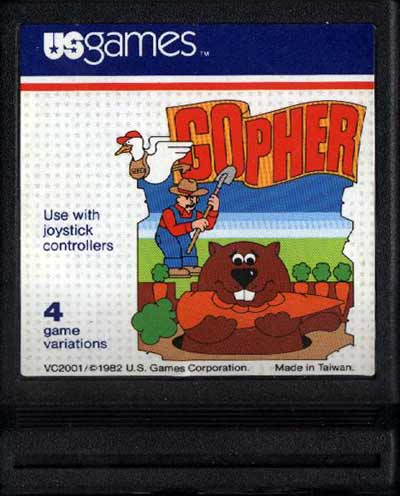 USgames™
GOPHER
Use with
joystick
controllers
4
game
variations
VC2001/©1982 U.S. Games Corporation. Made in Taiwan.